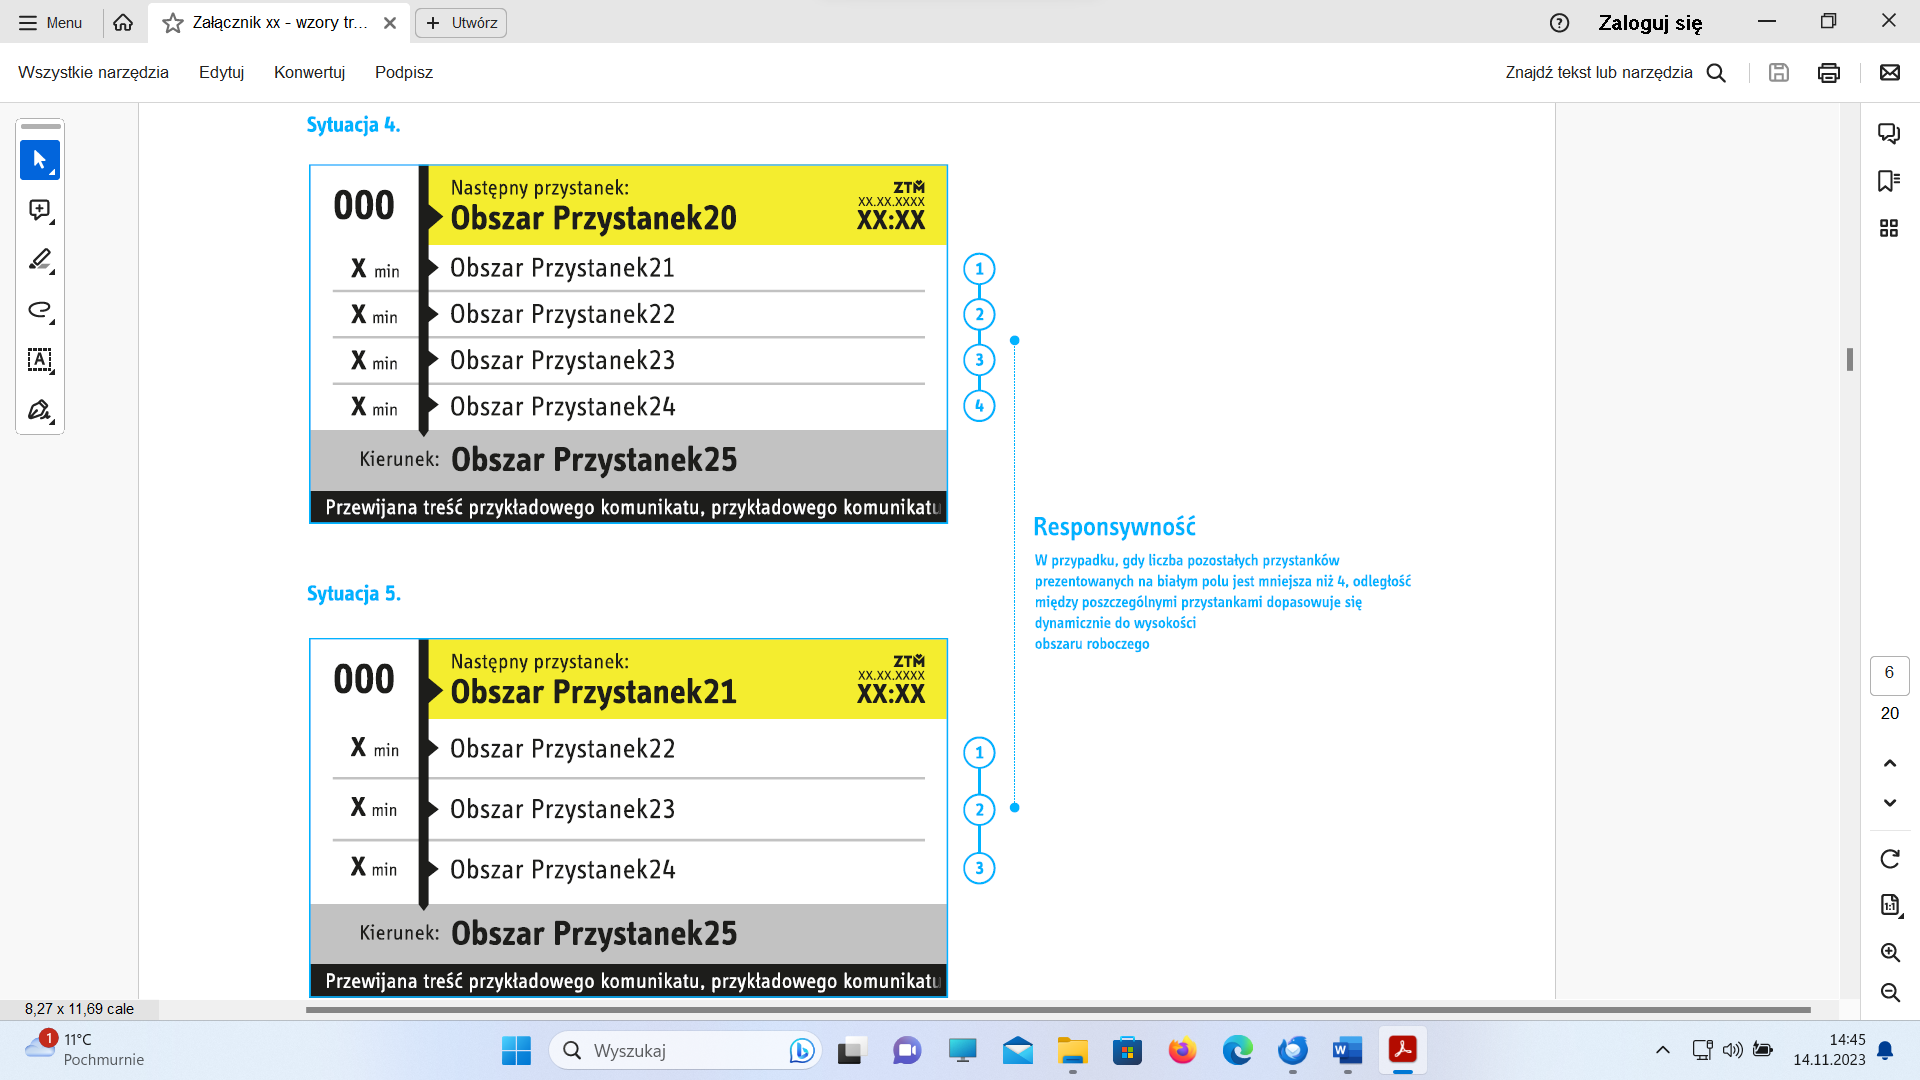 Menu
Załącznik xx - wzory tr...
Utwórz
Zaloguj się
Wszystkie narzędzia
Edytuj
Konwertuj
Podpisz
Znajdź tekst lub narzędzia
Sytuacja 4.
000
Następny przystanek:
Obszar Przystanek20
ZTM
XX.XX.XXXX
XX:XX
X min
Obszar Przystanek21
1
X min
Obszar Przystanek22
2
X min
Obszar Przystanek23
3
X min
Obszar Przystanek24
4
Kierunek: Obszar Przystanek25
Przewijana treść przykładowego komunikatu, przykładowego komunikatu
Responsywność
W przypadku, gdy liczba pozostałych przystanków
prezentowanych na białym polu jest mniejsza niż 4, odległość
między poszczególnymi przystankami dopasowuje się
dynamicznie do wysokości
obszaru roboczego
Sytuacja 5.
000
Następny przystanek:
Obszar Przystanek21
ZTM
XX.XX.XXXX
XX:XX
X min
Obszar Przystanek22
1
X min
Obszar Przystanek23
2
X min
Obszar Przystanek24
3
Kierunek: Obszar Przystanek25
Przewijana treść przykładowego komunikatu, przykładowego komunikatu
6
20
1:1
8,27 x 11,69 cale
1
11°C
Pochmurnie
Wyszukaj
14:45
14.11.2023